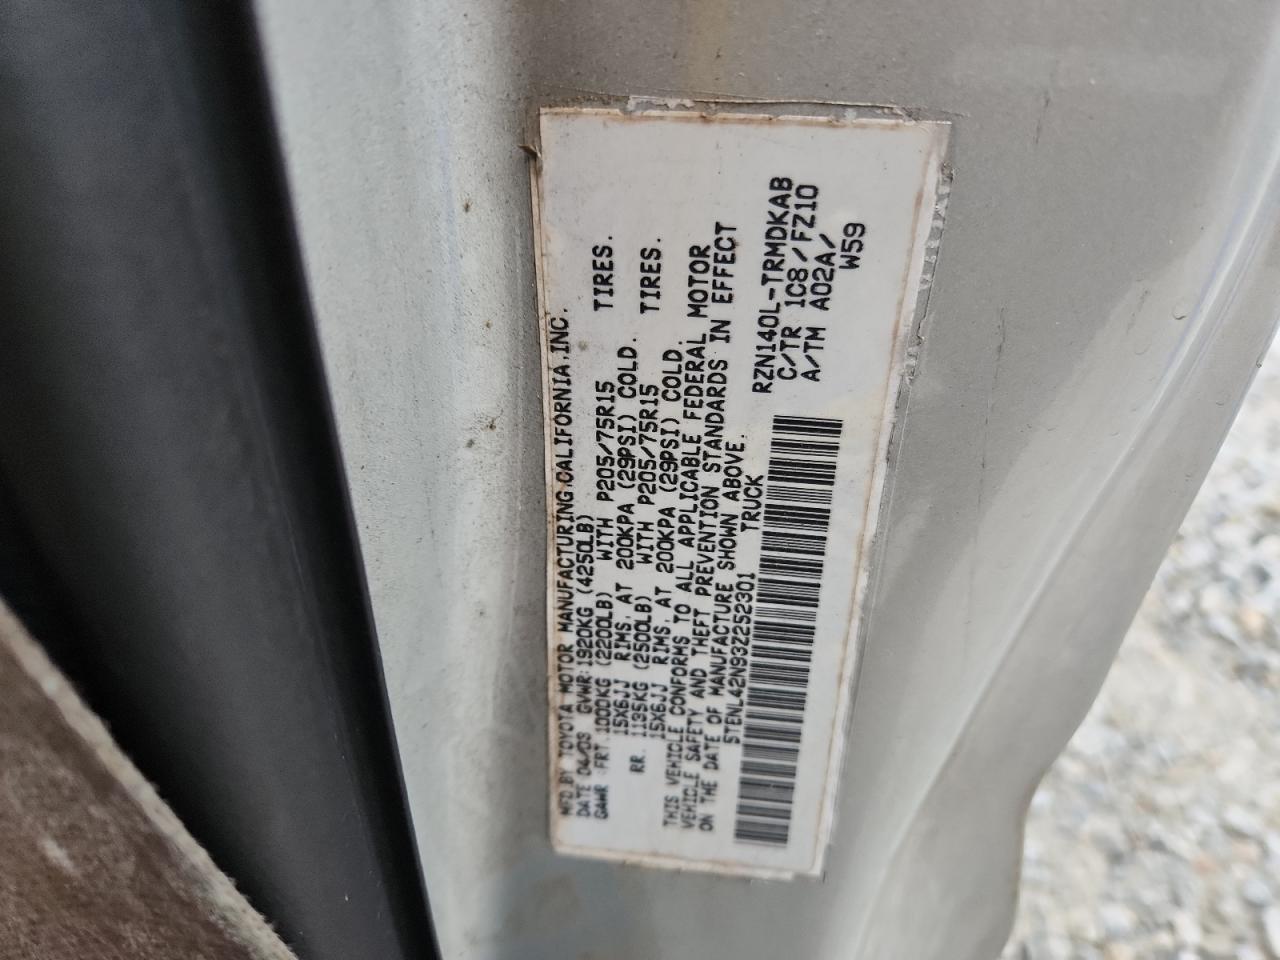 MFD.BY TOYOTA MOTOR MANUFACTURING,CALIFORNIA,INC.
DATE 04/03 GVWR:1920KG (4250LB)
GAWR FRT.1000KG (2200LB) WITH P205/75R15 TIRES.
15X6JJ RIMS, AT 200KPA (29PSI) COLD.
RR. 1135KG (2500LB) WITH P205/75R15 TIRES.
15X6JJ RIMS, AT 200KPA (29PSI) COLD.
THIS VEHICLE CONFORMS TO ALL APPLICABLE FEDERAL MOTOR
VEHICLE SAFETY AND THEFT PREVENTION STANDARDS IN EFFECT
ON THE DATE OF MANUFACTURE SHOWN ABOVE.
5TENL42N93Z252301 TRUCK
RZN140L-TRMDKAB
C/TR 1C8/FZ10
A/TM A02A/
W59